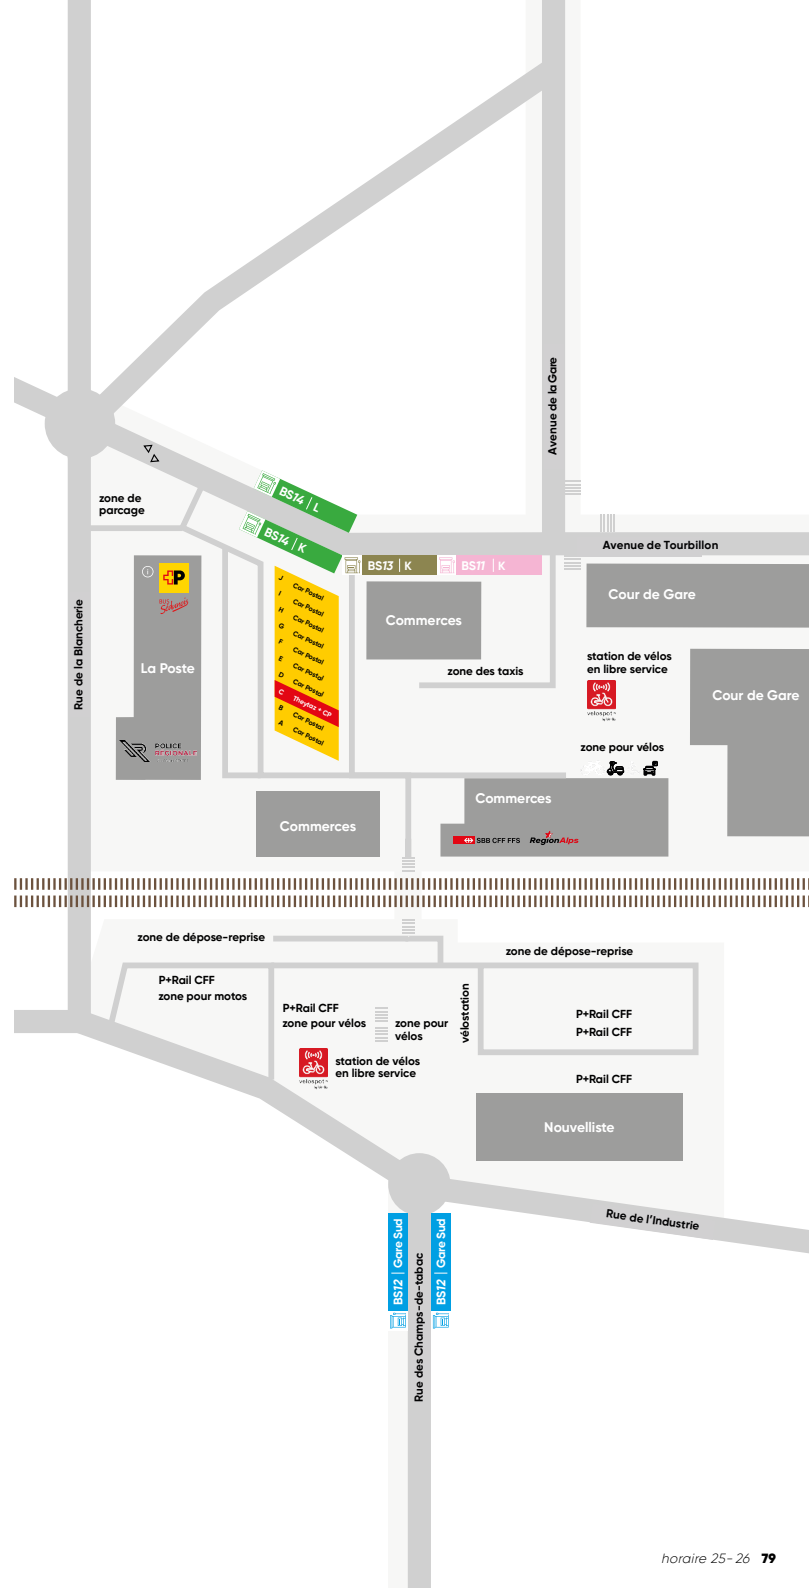 Avenue de la Gare
BS14 | L
zone de
parcage
BS14 | K
Avenue de Tourbillon
BS13 | K
BS11 | K
P
BUS
Sédunois
La Poste
Rue de la Blancherie
J Car Postal
I Car Postal
H Car Postal
G Car Postal
F Car Postal
E Car Postal
D Car Postal
C Theytaz + CP
B Car Postal
A Car Postal
Commerces
Cour de Gare
station de vélos
en libre service
velospot
zone des taxis
Cour de Gare
POLICE
REGIONALE
zone pour vélos
Commerces
Commerces
SBB CFF FFS
RegionAlps
zone de dépose-reprise
zone de dépose-reprise
P+Rail CFF
zone pour motos
P+Rail CFF
zone pour vélos
zone pour
vélos
vélostation
P+Rail CFF
P+Rail CFF
station de vélos
en libre service
velospot
P+Rail CFF
Nouvelliste
Rue de l’Industrie
BS12 | Gare Sud
BS12 | Gare Sud
Rue des Champs-de-tabac
horaire 25-26 79